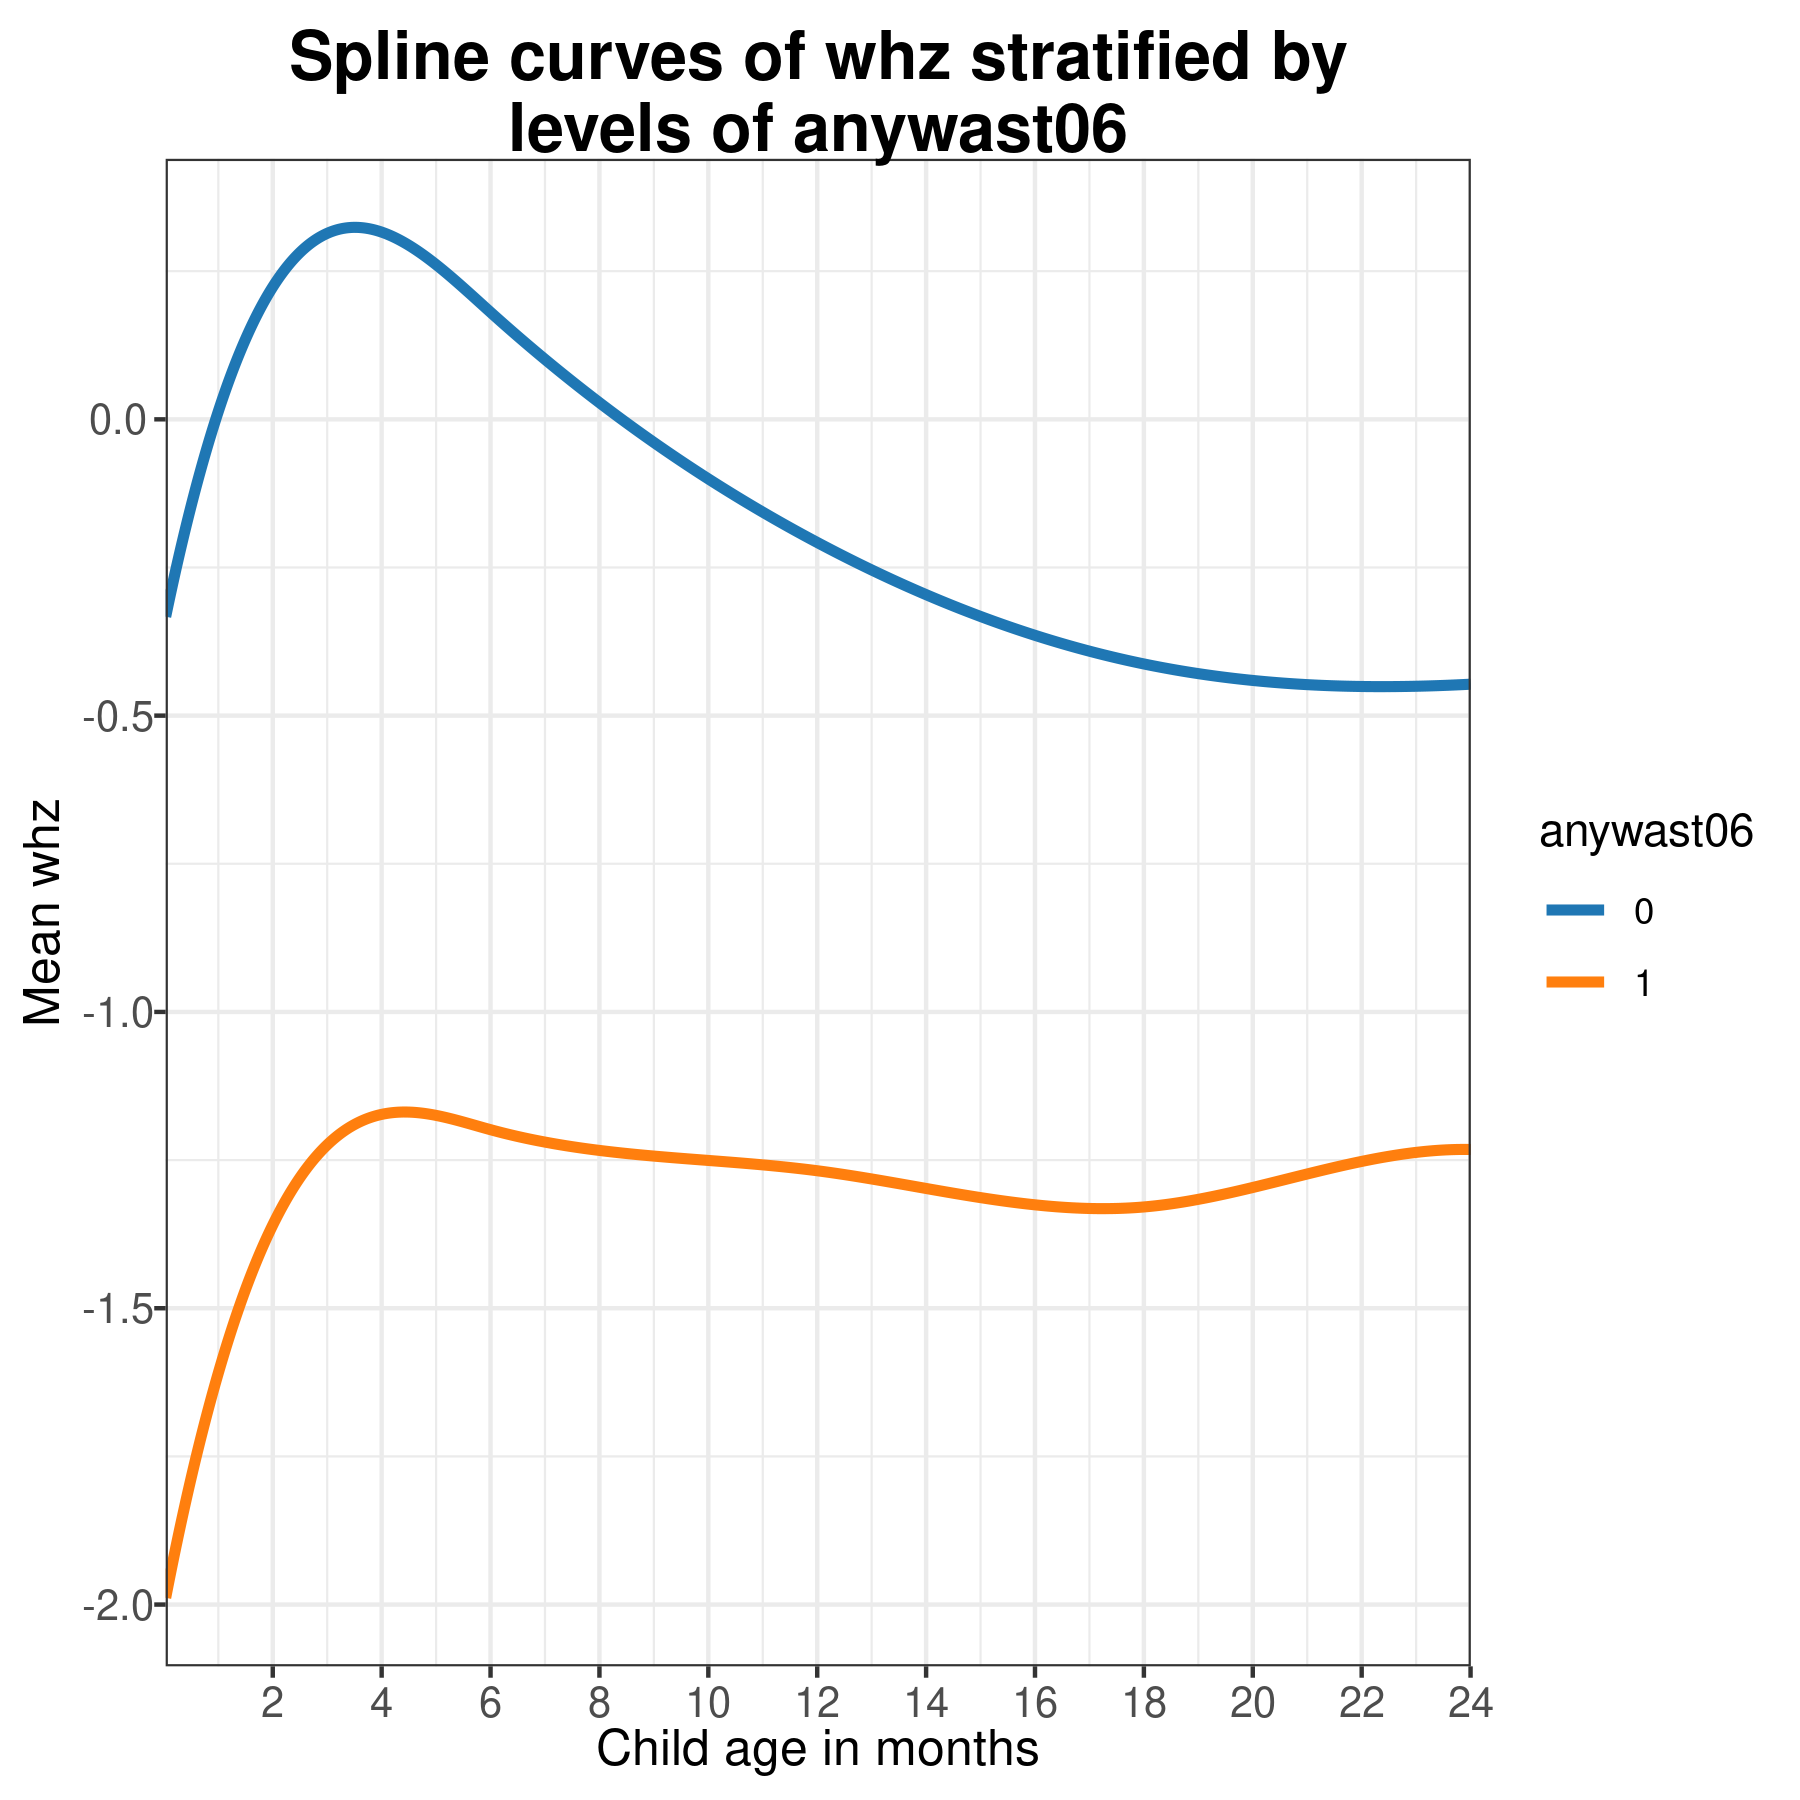 Spline curves of whz stratified by
levels of anywast06
Mean whz
0.0
-0.5
-1.0
-1.5
-2.0
2 4 6 8 10 12 14 16 18 20 22 24
Child age in months
anywast06
0
1